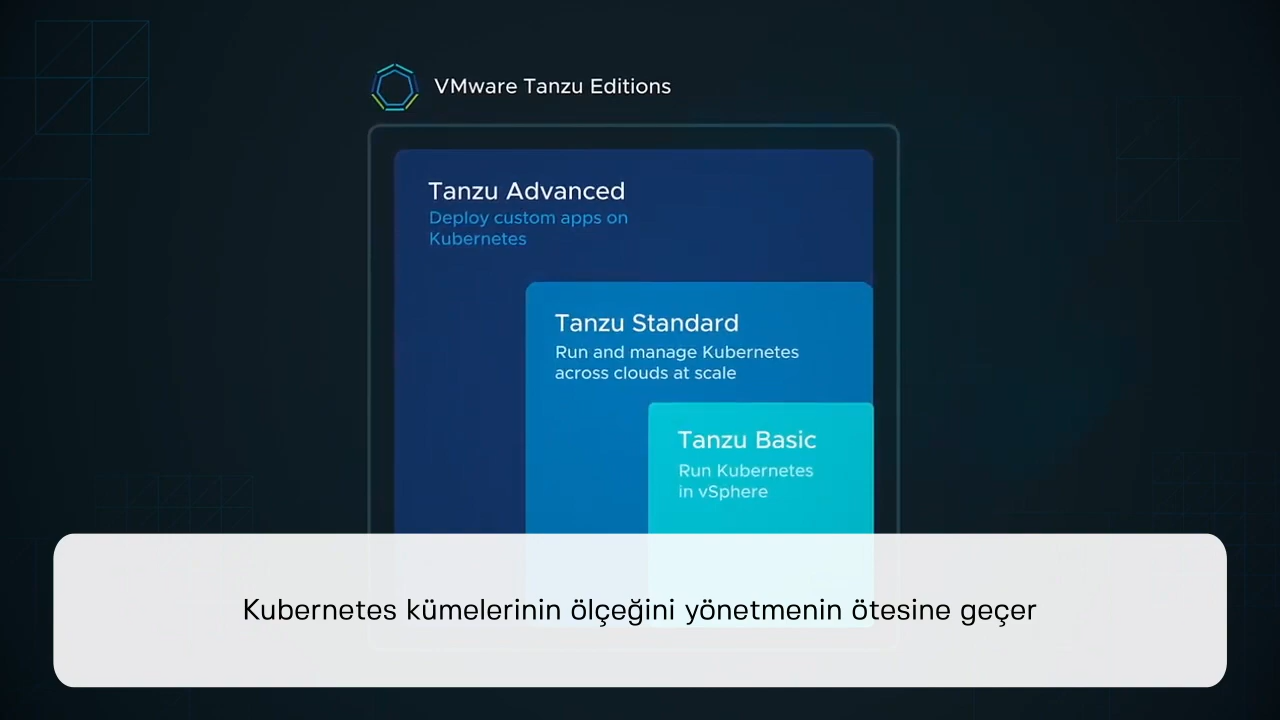 VMware Tanzu Editions
Tanzu Advanced
Deploy custom apps on
Kubernetes
Tanzu Standard
Run and manage Kubernetes
across clouds at scale
Tanzu Basic
Run Kubernetes
in vSphere
Kubernetes kümelerinin ölçeğini yönetmenin ötesine geçer